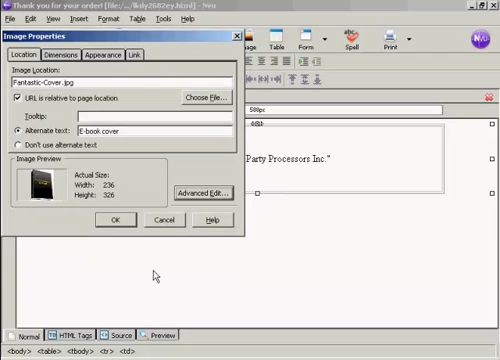 Thank you for your order! [file:/.../lkdy2682ey.html] - Nvu
File Edit View Insert Format Table Tools Help
Image Properties
Location Dimensions Appearance Link
Image Location:
Fantastic-Cover.jpg
URL is relative to page location
Choose File...
Tooltip:
Alternate text: E-book cover
Don't use alternate text
Image Preview
Actual Size:
Width: 236
Height: 326
Advanced Edit...
OK Cancel Help
Table Form Spell Print
580px
Party Processors Inc."
Normal HTML Tags Source Preview
<body> <table> <tbody> <tr> <td>